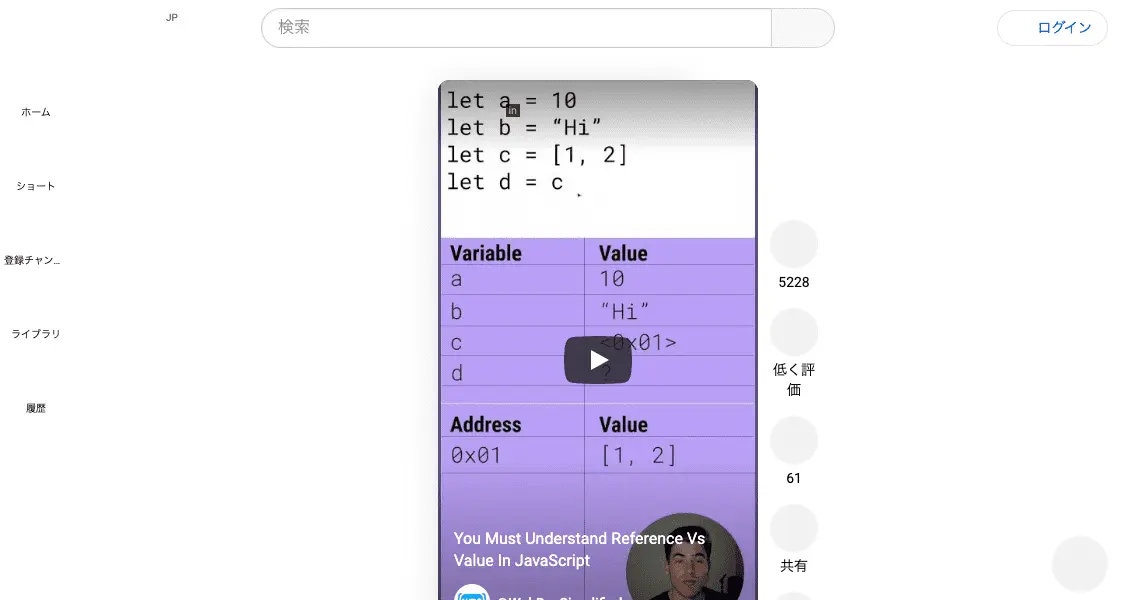 JP
検索
ログイン
ホーム
ショート
登録チャン...
ライブラリ
履歴
let a = 10
In
let b = “Hi”
let c = [1, 2]
let d = c
Variable Value
a 10
b “Hi”
c <0x01>
d ?
Address Value
0x01 [1, 2]
You Must Understand Reference Vs
Value In JavaScript
5228
低く評
価
61
共有